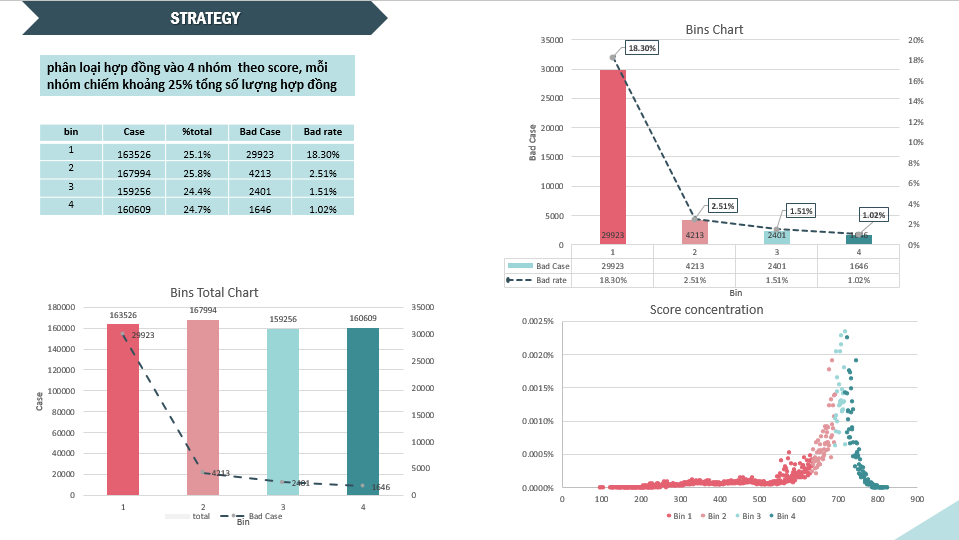 STRATEGY
phân loại hợp đồng vào 4 nhóm theo score, mỗi
nhóm chiếm khoảng 25% tổng số lượng hợp đồng
bin Case %total Bad Case Bad rate
1 163526 25.1% 29923 18.30%
2 167994 25.8% 4213 2.51%
3 159256 24.4% 2401 1.51%
4 160609 24.7% 1646 1.02%
Bins Total Chart
180000
160000
140000
120000
100000
80000
60000
40000
20000
0
Case
163526
167994
159256
160609
29923
4213
2401
1646
35000
30000
25000
20000
15000
10000
5000
0
1 2 3 4
Bin
total Bad Case
Bins Chart
35000
30000
25000
20000
15000
10000
5000
0
Bad Case
18.30%
2.51%
1.51%
1.02%
29923
4213
2401
1646
20%
18%
16%
14%
12%
10%
8%
6%
4%
2%
0%
1 2 3 4
Bad Case 29923 4213 2401 1646
Bad rate 18.30% 2.51% 1.51% 1.02%
Bin
Score concentration
0.0025%
0.0020%
0.0015%
0.0010%
0.0005%
0.0000%
0 100 200 300 400 500 600 700 800 900
Bin 1 Bin 2 Bin 3 Bin 4